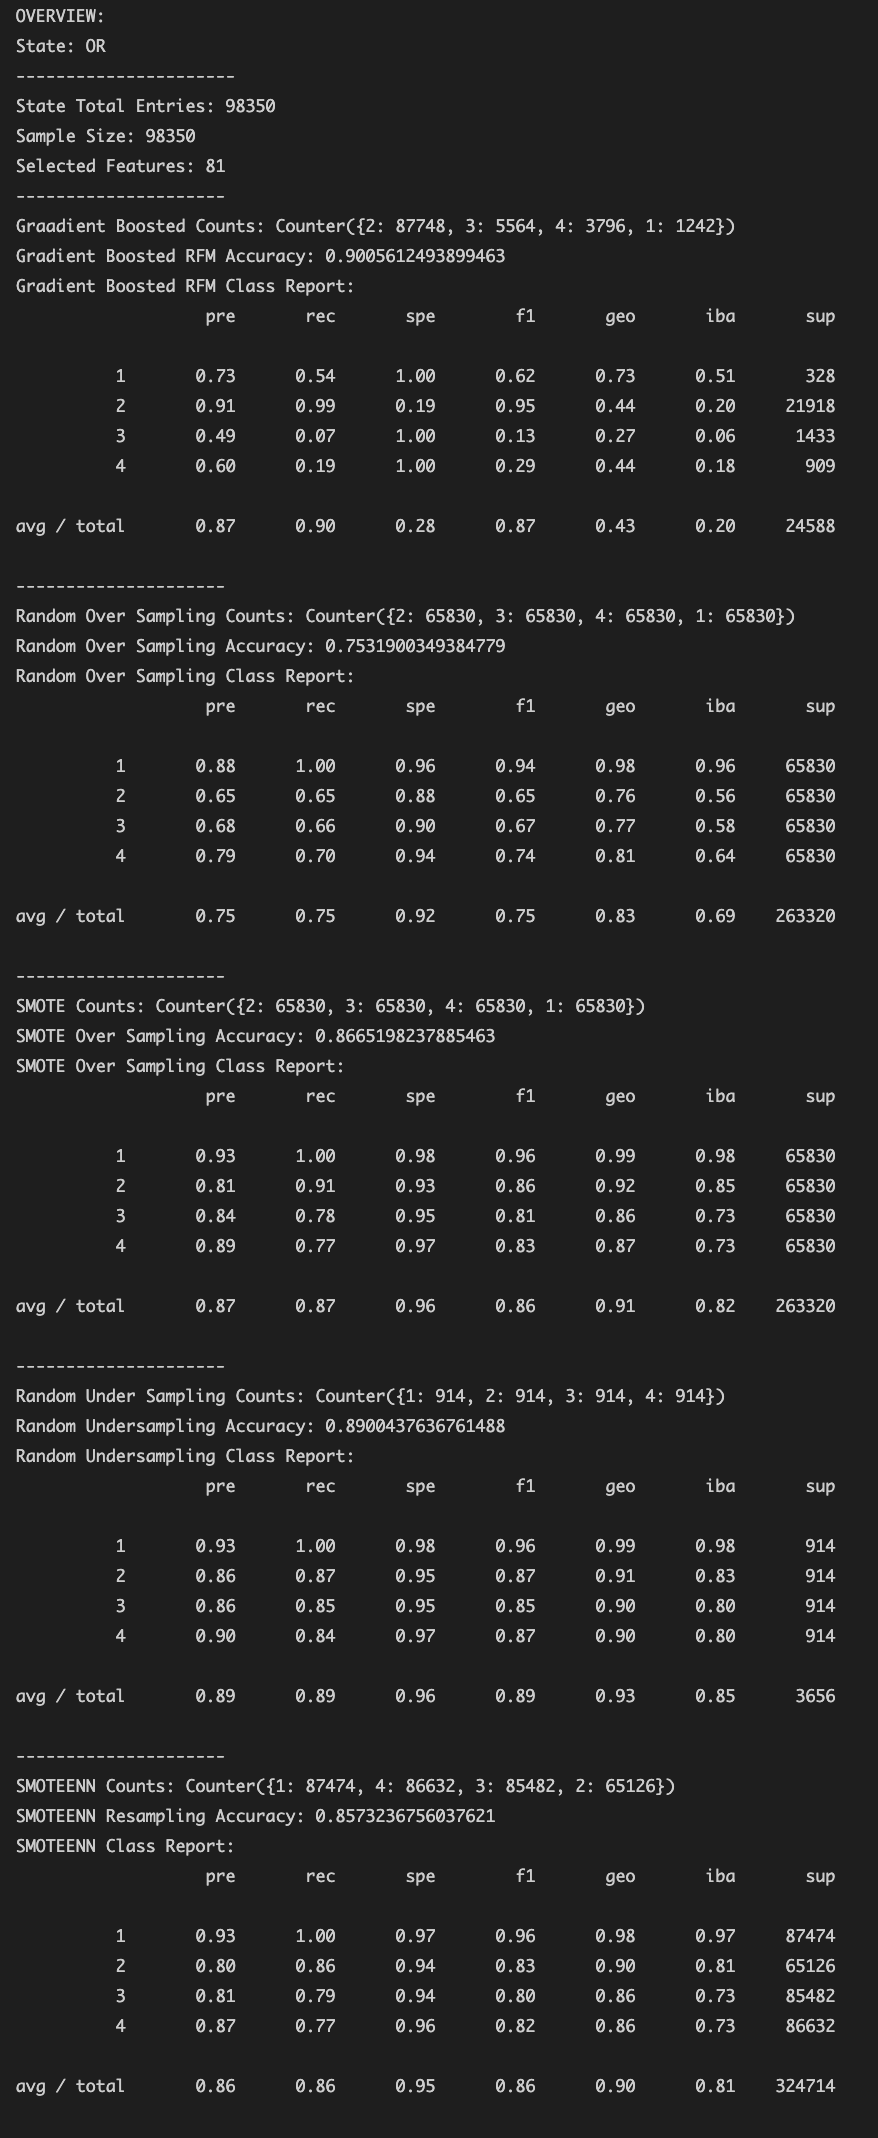 OVERVIEW:
State: OR
----------------------
State Total Entries: 98350
Sample Size: 98350
Selected Features: 81
---------------------
Graadient Boosted Counts: Counter({2: 87748, 3: 5564, 4: 3796, 1: 1242})
Gradient Boosted RFM Accuracy: 0.9005612493899463
Gradient Boosted RFM Class Report:
pre rec spe f1 geo iba sup
1 0.73 0.54 1.00 0.62 0.73 0.51 328
2 0.91 0.99 0.19 0.95 0.44 0.20 21918
3 0.49 0.07 1.00 0.13 0.27 0.06 1433
4 0.60 0.19 1.00 0.29 0.44 0.18 909
avg / total 0.87 0.90 0.28 0.87 0.43 0.20 24588
---------------------
Random Over Sampling Counts: Counter({2: 65830, 3: 65830, 4: 65830, 1: 65830})
Random Over Sampling Accuracy: 0.7531900349384779
Random Over Sampling Class Report:
pre rec spe f1 geo iba sup
1 0.88 1.00 0.96 0.94 0.98 0.96 65830
2 0.65 0.65 0.88 0.65 0.76 0.56 65830
3 0.68 0.66 0.90 0.67 0.77 0.58 65830
4 0.79 0.70 0.94 0.74 0.81 0.64 65830
avg / total 0.75 0.75 0.92 0.75 0.83 0.69 263320
---------------------
SMOTE Counts: Counter({2: 65830, 3: 65830, 4: 65830, 1: 65830})
SMOTE Over Sampling Accuracy: 0.8665198237885463
SMOTE Over Sampling Class Report:
pre rec spe f1 geo iba sup
1 0.93 1.00 0.98 0.96 0.99 0.98 65830
2 0.81 0.91 0.93 0.86 0.92 0.85 65830
3 0.84 0.78 0.95 0.81 0.86 0.73 65830
4 0.89 0.77 0.97 0.83 0.87 0.73 65830
avg / total 0.87 0.87 0.96 0.86 0.91 0.82 263320
---------------------
Random Under Sampling Counts: Counter({1: 914, 2: 914, 3: 914, 4: 914})
Random Undersampling Accuracy: 0.8900437636761488
Random Undersampling Class Report:
pre rec spe f1 geo iba sup
1 0.93 1.00 0.98 0.96 0.99 0.98 914
2 0.86 0.87 0.95 0.87 0.91 0.83 914
3 0.86 0.85 0.95 0.85 0.90 0.80 914
4 0.90 0.84 0.97 0.87 0.90 0.80 914
avg / total 0.89 0.89 0.96 0.89 0.93 0.85 3656
---------------------
SMOTEENN Counts: Counter({1: 87474, 4: 86632, 3: 85482, 2: 65126})
SMOTEENN Resampling Accuracy: 0.8573236756037621
SMOTEENN Class Report:
pre rec spe f1 geo iba sup
1 0.93 1.00 0.97 0.96 0.98 0.97 87474
2 0.80 0.86 0.94 0.83 0.90 0.81 65126
3 0.81 0.79 0.94 0.80 0.86 0.73 85482
4 0.87 0.77 0.96 0.82 0.86 0.73 86632
avg / total 0.86 0.86 0.95 0.86 0.90 0.81 324714